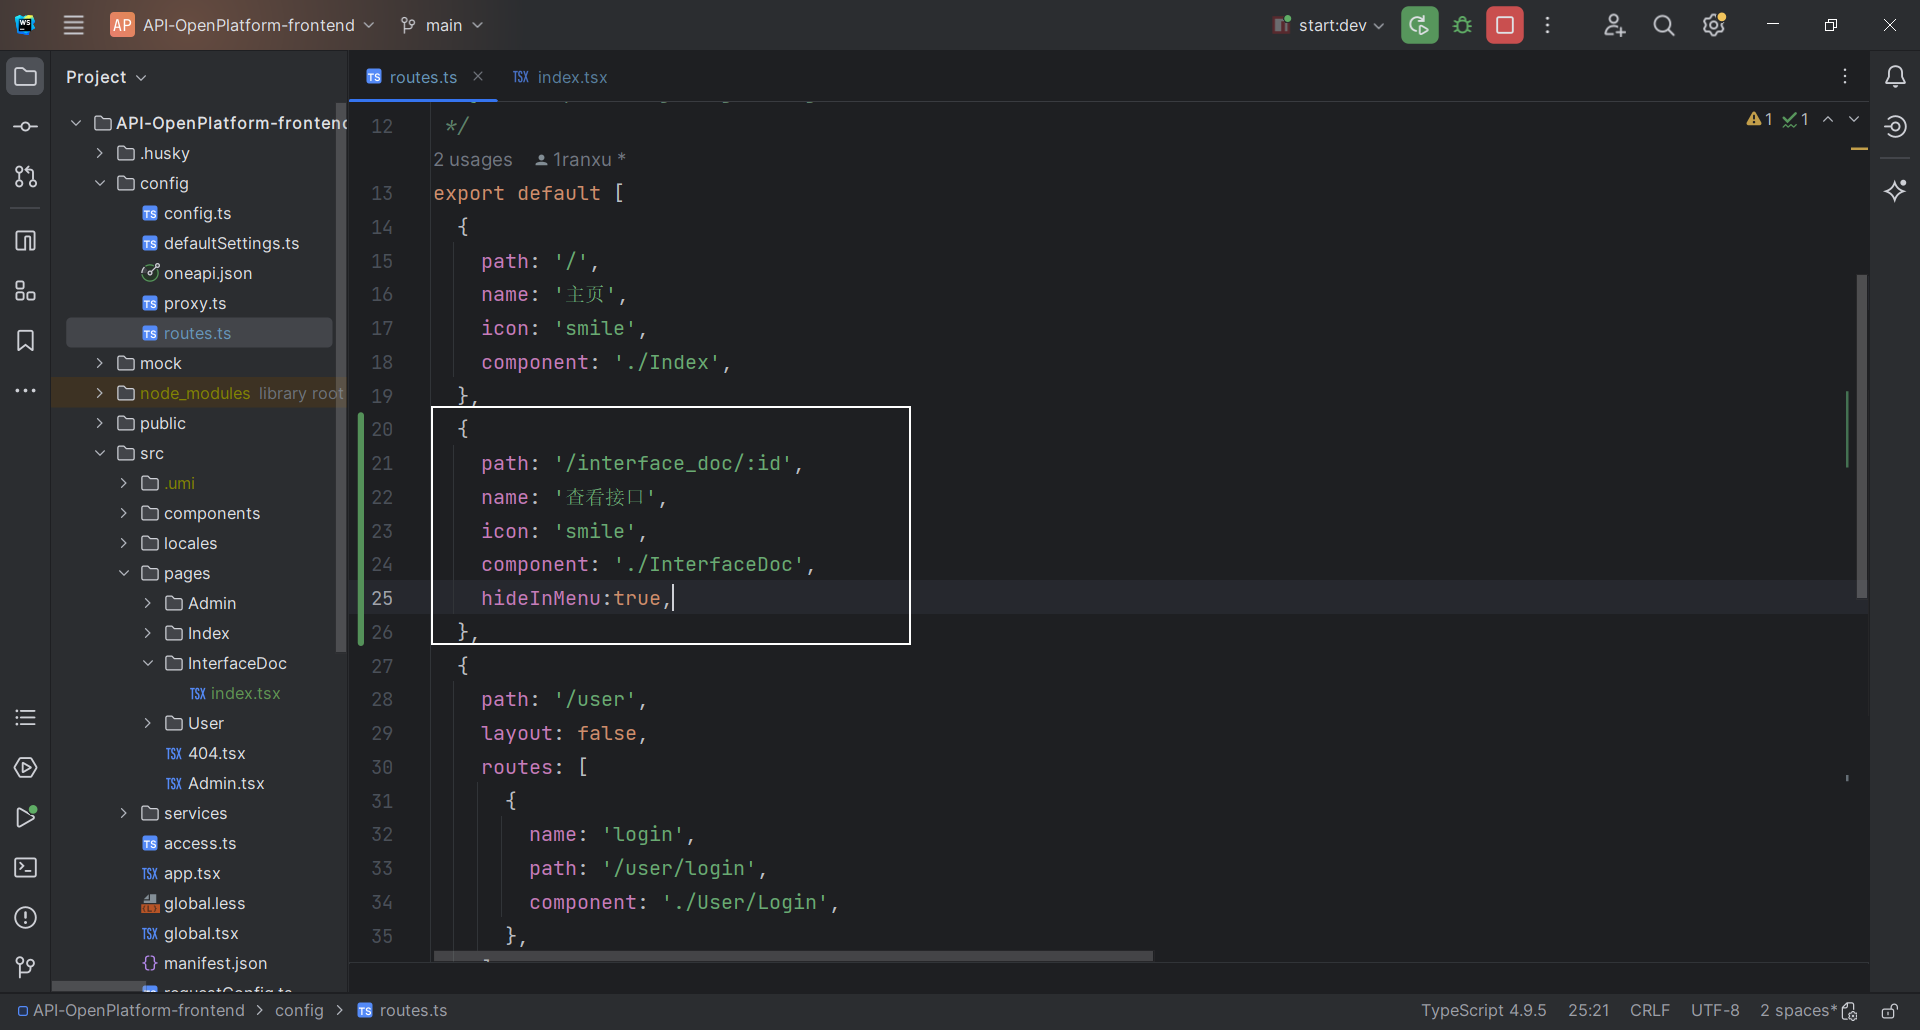 WS
AP API-OpenPlatform-frontend main start:dev
Project
routes.ts
index.tsx
API-OpenPlatform-frontend
.husky
config
config.ts
defaultSettings.ts
oneapi.json
proxy.ts
routes.ts
mock
node_modules library root
public
src
.umi
components
locales
pages
Admin
Index
InterfaceDoc
index.tsx
User
404.tsx
Admin.tsx
services
access.ts
app.tsx
global.less
global.tsx
manifest.json
requestConfig.ts
1 1
12 */
2 usages 1ranxu *
13 export default [
14 {
15 path: '/',
16 name: '主页',
17 icon: 'smile',
18 component: './Index',
19 },
20 {
21 path: '/interface_doc/:id',
22 name: '查看接口',
23 icon: 'smile',
24 component: './InterfaceDoc',
25 hideInMenu:true,
26 },
27 {
28 path: '/user',
29 layout: false,
30 routes: [
31 {
32 name: 'login',
33 path: '/user/login',
34 component: './User/Login',
35 },
API-OpenPlatform-frontend > config > routes.ts
TypeScript 4.9.5 25:21 CRLF UTF-8 2 spaces*